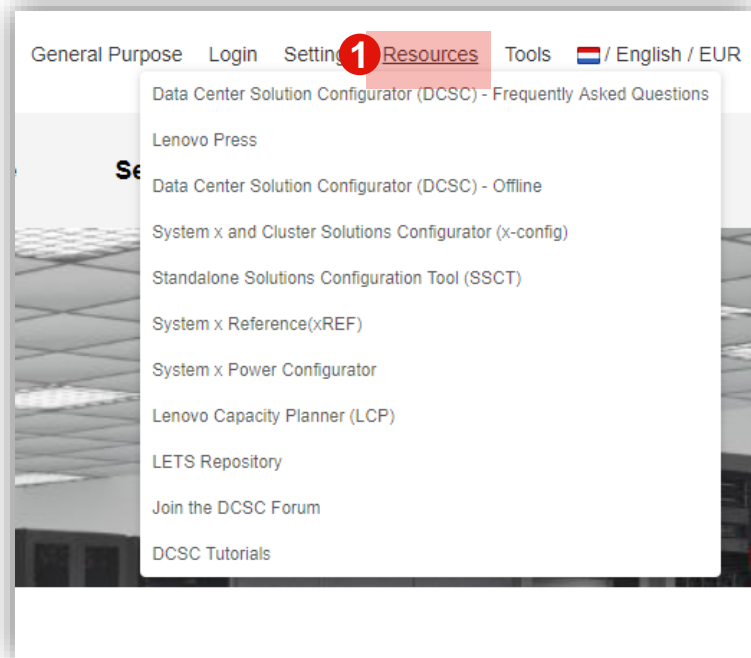 General Purpose Login Setting 1 Resources Tools / English / EUR
Data Center Solution Configurator (DCSC) - Frequently Asked Questions
Lenovo Press
Se
Data Center Solution Configurator (DCSC) - Offline
System x and Cluster Solutions Configurator (x-config)
Standalone Solutions Configuration Tool (SSCT)
System x Reference(xREF)
System x Power Configurator
Lenovo Capacity Planner (LCP)
LETS Repository
Join the DCSC Forum
DCSC Tutorials